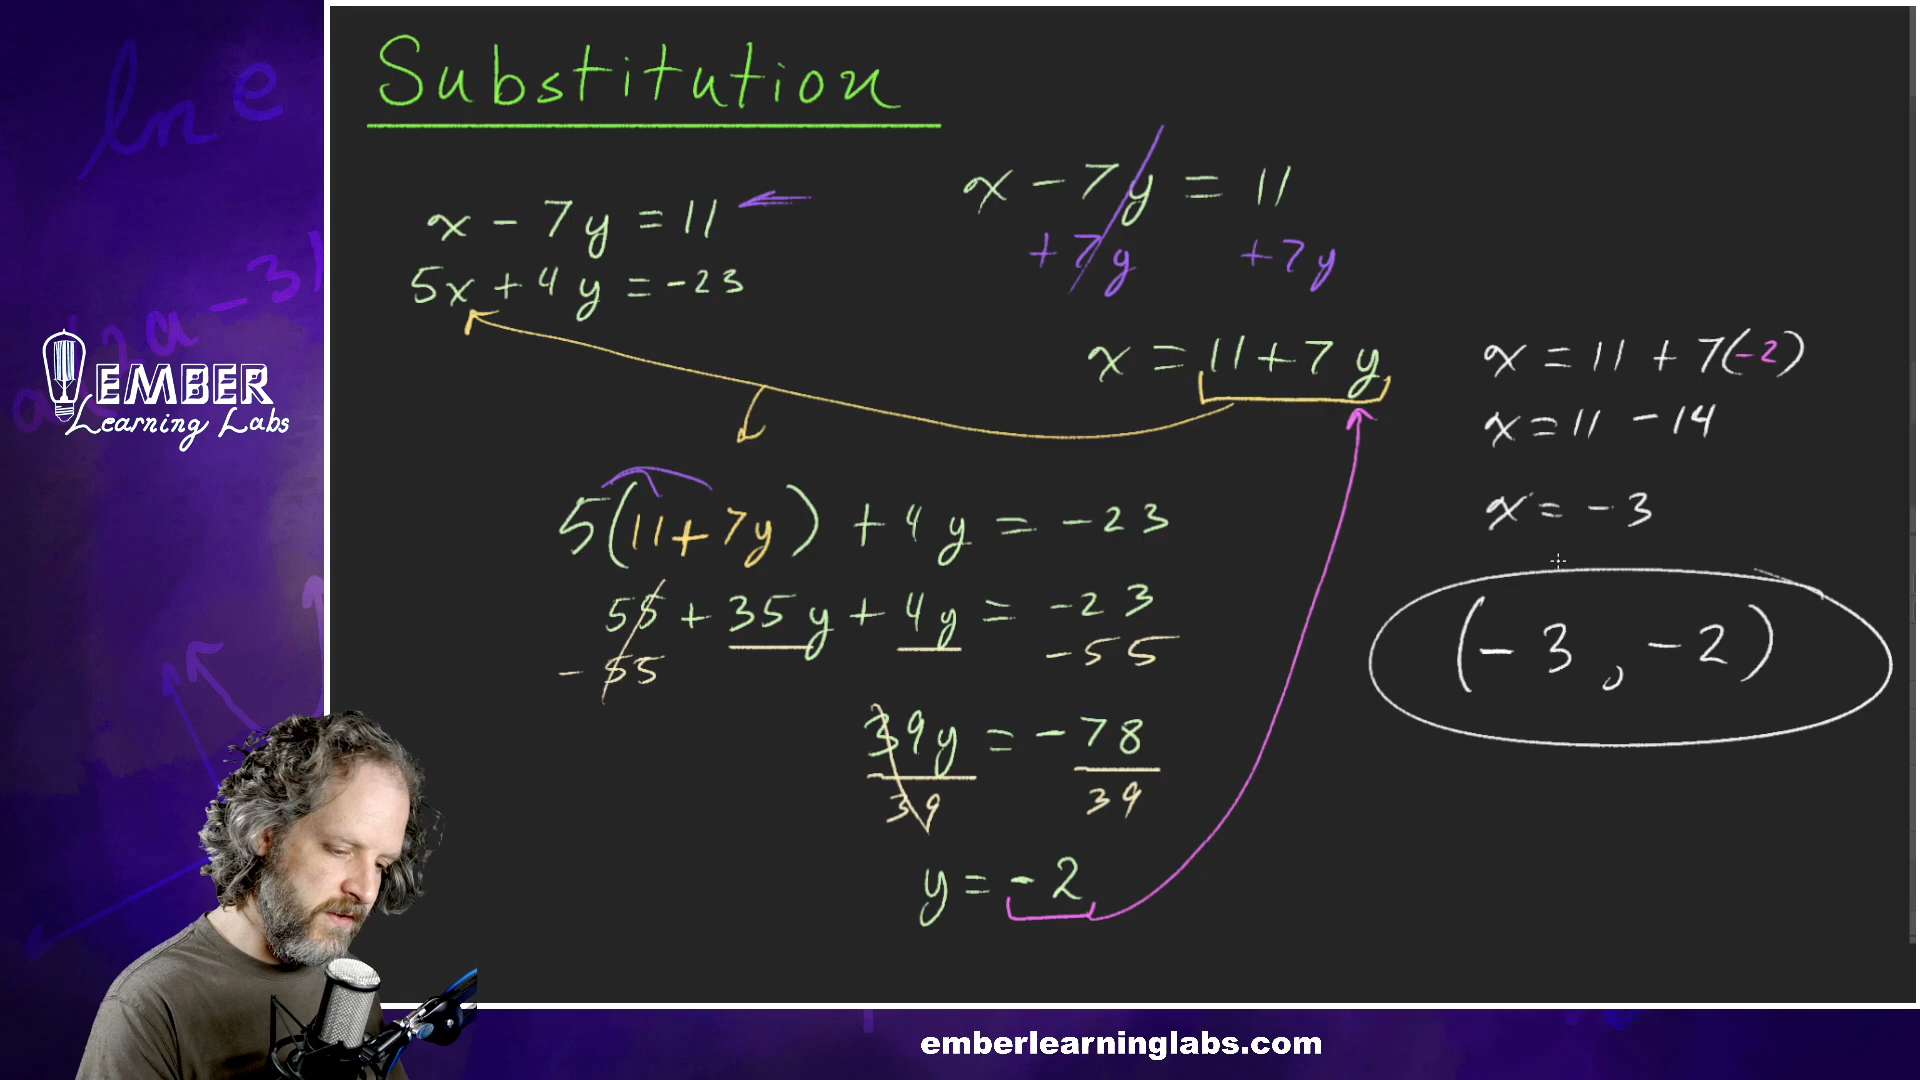 Substitution
x - 7y = 11
5x + 4y = -23
x - 7y = 11
+7y +7y
x = 11 + 7y
5(11 + 7y) + 4y = -23
55 + 35y + 4y = -23
-55 -55
39y = -78
39 39
y = -2
x = 11 + 7(-2)
x = 11 - 14
x = -3
(-3, -2)
ln e
EMBER
Learning Labs
emberlearninglabs.com